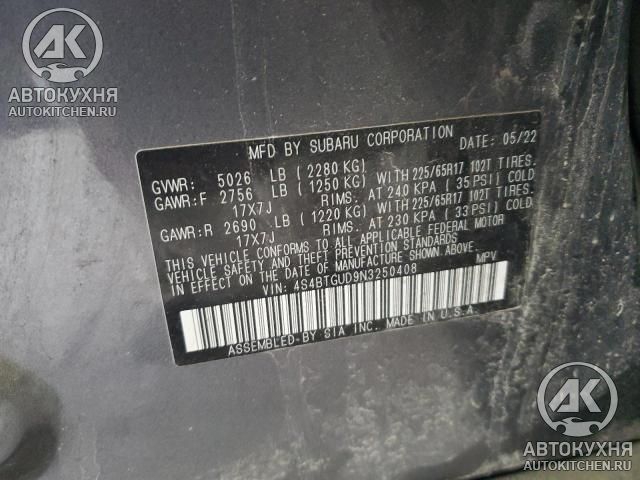 AK
АВТОКУХНЯ
AUTOKITCHEN.RU
MFD BY SUBARU CORPORATION DATE: 05/22
GVWR: 5026 LB (2280 KG)
GAWR:F 2756 LB (1250 KG) WITH 225/65R17 102T TIRES.
17X7J RIMS. AT 240 KPA (35 PSI) COLD
GAWR:R 2690 LB (1220 KG) WITH 225/65R17 102T TIRES.
17X7J RIMS. AT 230 KPA (33 PSI) COLD
THIS VEHICLE CONFORMS TO ALL APPLICABLE FEDERAL MOTOR
VEHICLE SAFETY AND THEFT PREVENTION STANDARDS
IN EFFECT ON THE DATE OF MANUFACTURE SHOWN ABOVE.
VIN: 4S4BTGUD9N3250408 MPV
ASSEMBLED-BY SIA INC. MADE IN U.S.A.
AK
АВТОКУХНЯ
AUTOKITCHEN.RU